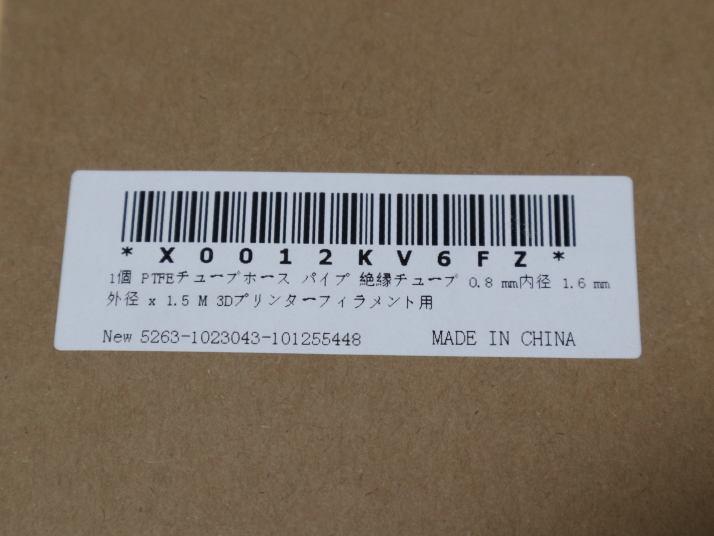 *X0012KV6FZ*
1個 PTFEチューブホース パイプ 絶縁チューブ 0.8 mm内径 1.6 mm
外径 x 1.5 M 3Dプリンターフィラメント用
New 5263-1023043-101255448 MADE IN CHINA